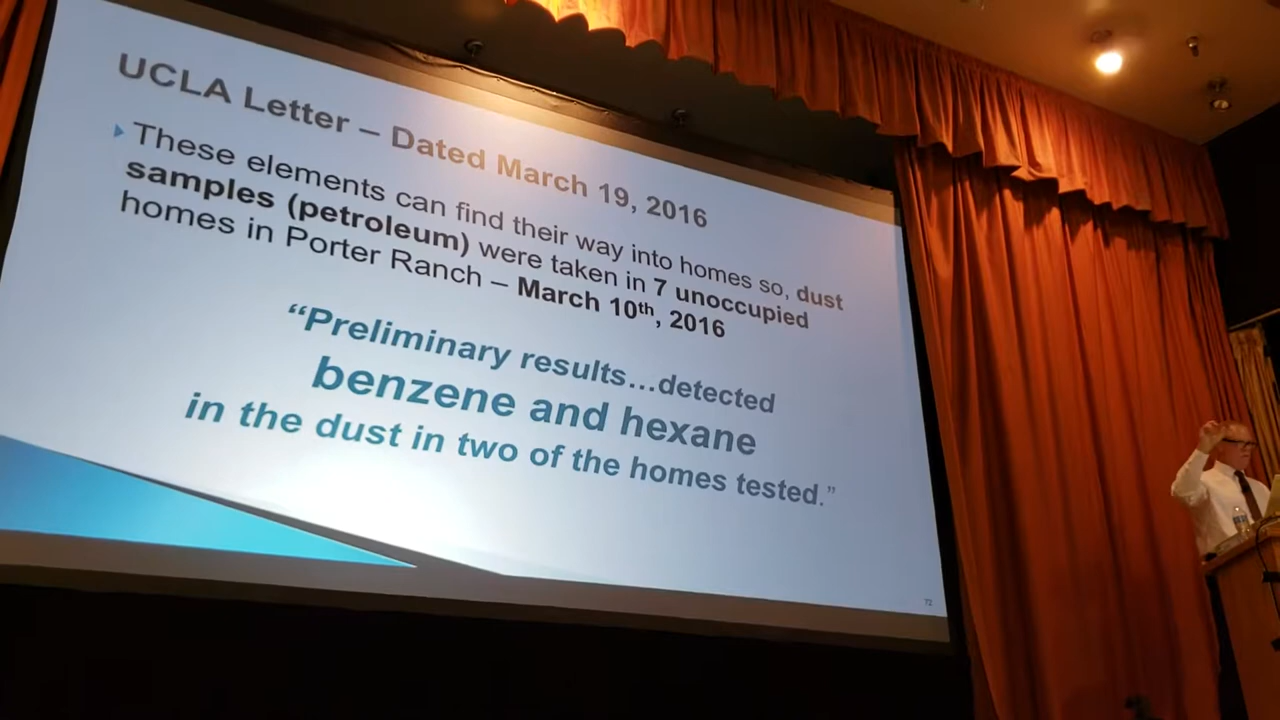 UCLA Letter – Dated March 19, 2016
These elements can find their way into homes so, dust
samples (petroleum) were taken in 7 unoccupied
homes in Porter Ranch – March 10th, 2016
“Preliminary results...detected
benzene and hexane
in the dust in two of the homes tested.”
72